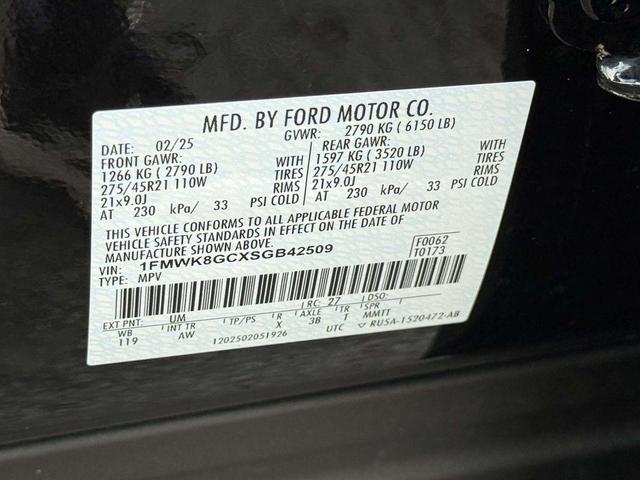 MFD. BY FORD MOTOR CO.
DATE: 02/25 GVWR: 2790 KG ( 6150 LB)
FRONT GAWR: WITH REAR GAWR: WITH
1266 KG ( 2790 LB) TIRES 1597 KG ( 3520 LB) TIRES
275/45R21 110W RIMS 275/45R21 110W RIMS
21x9.0J 21x9.0J
AT 230 kPa/ 33 PSI COLD AT 230 kPa/ 33 PSI COLD
THIS VEHICLE CONFORMS TO ALL APPLICABLE FEDERAL MOTOR
VEHICLE SAFETY STANDARDS IN EFFECT ON THE DATE OF
MANUFACTURE SHOWN ABOVE.
VIN: 1FMWK8GCXSGB42509 F0062
TYPE: MPV T0173
EXT PNT: UM RC: 27 DSO:
WB INT TR TP/PS R AXLE TR SPR
119 AW X 3B T MMTT
1202502051926 UTC ▽ RU5A-1520472-AB